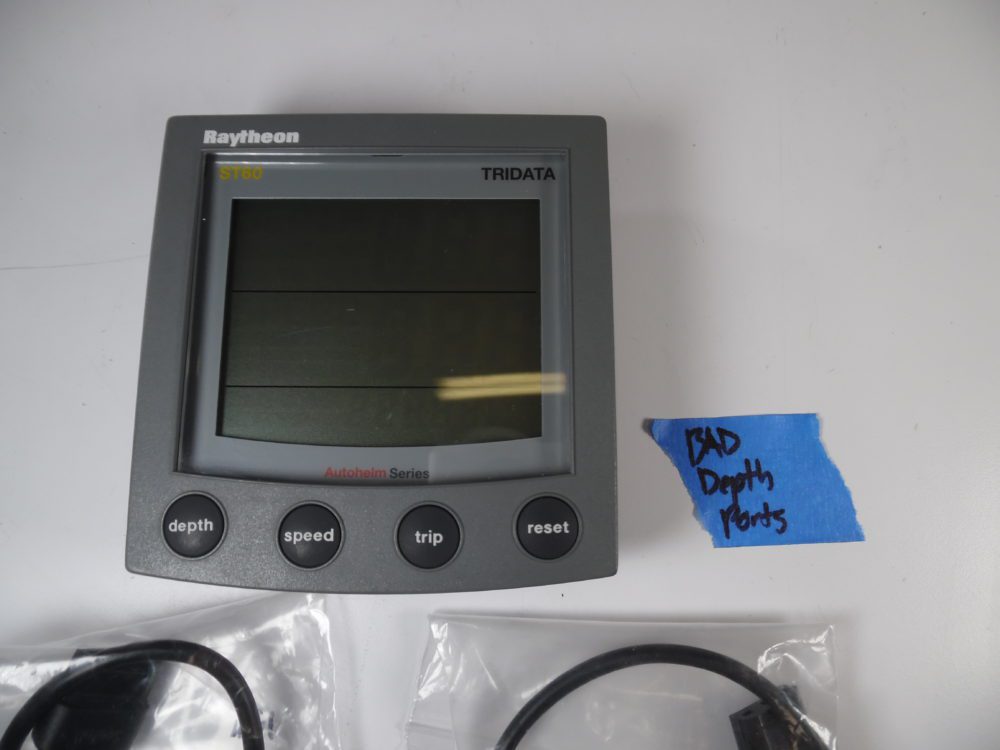 Raytheon
ST60 TRIDATA
Autohelm Series
depth speed trip reset
BAD
Depth
Ports